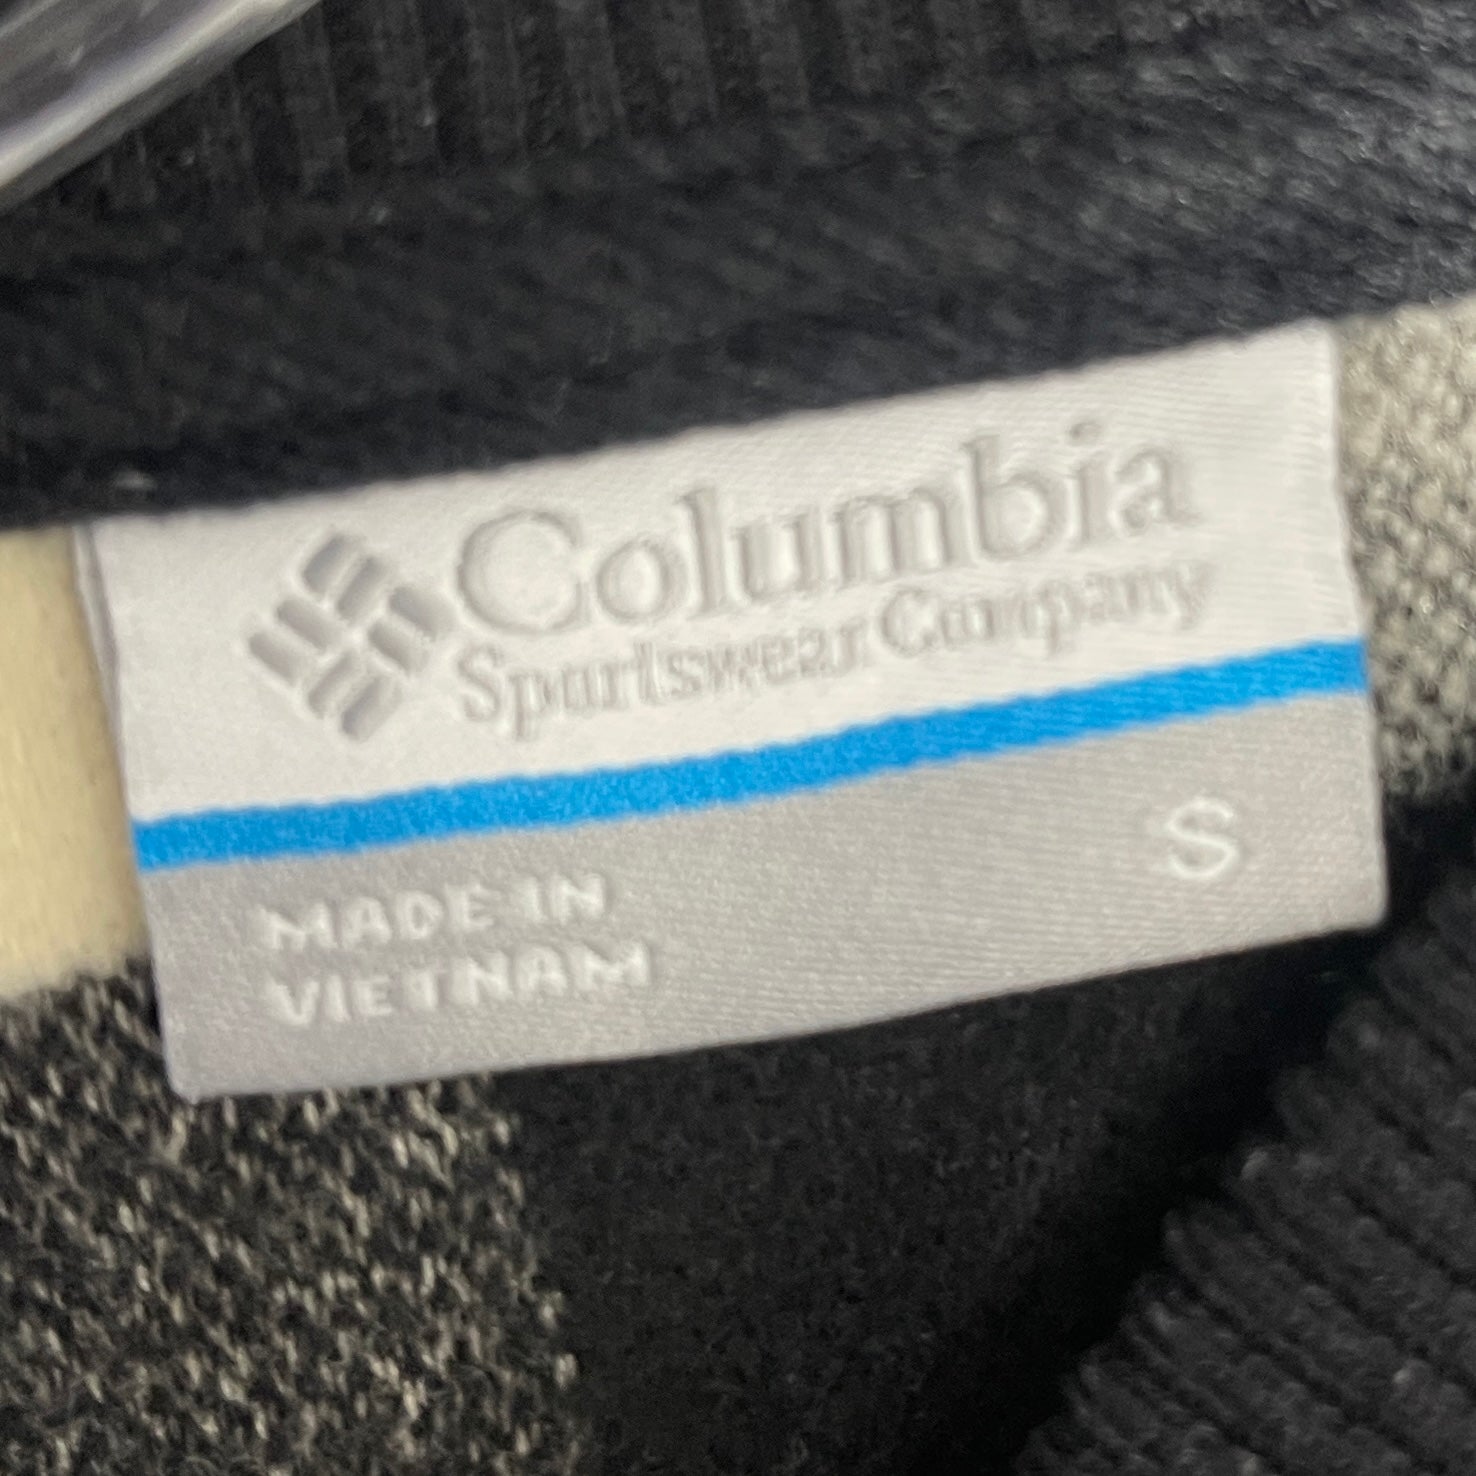 Columbia
Sportswear Company
S
MADE IN
VIETNAM